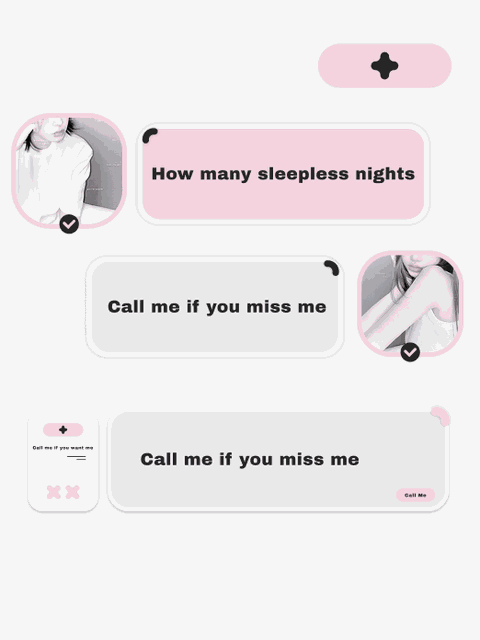 How many sleepless nights
Call me if you miss me
Call me if you want me
Call me if you miss me
Call Me